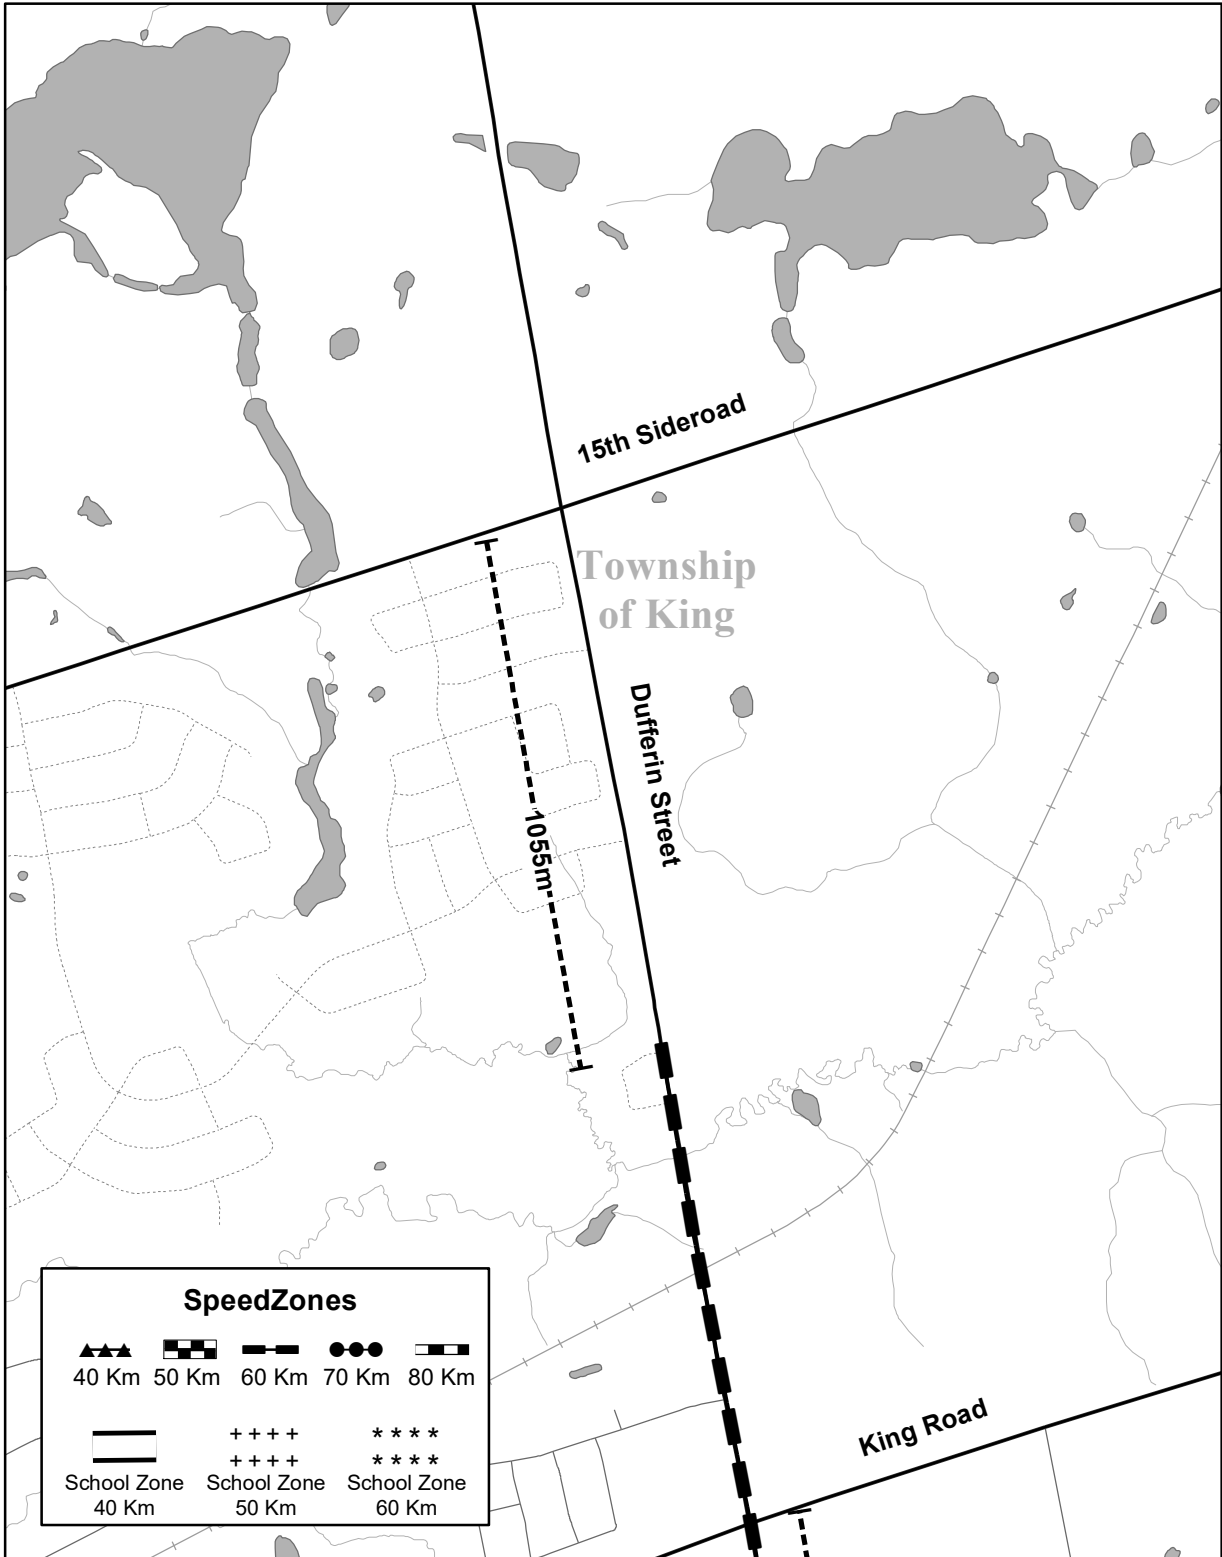 15th Sideroad
Township
of King
Dufferin Street
1055m
King Road
SpeedZones
40 Km 50 Km 60 Km 70 Km 80 Km
++++ ****
++++ ****
School Zone School Zone School Zone
40 Km 50 Km 60 Km